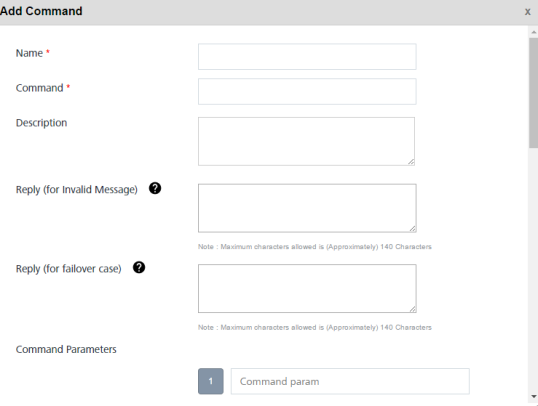 Add Command x
Name *
Command *
Description
Reply (for Invalid Message) ?
Note : Maximum characters allowed is (Approximately) 140 Characters
Reply (for failover case) ?
Note : Maximum characters allowed is (Approximately) 140 Characters
Command Parameters
1 Command param